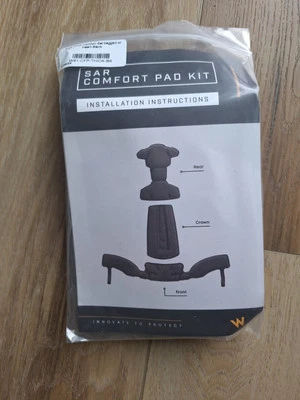 SAR
COMFORT PAD KIT
INSTALLATION INSTRUCTIONS
Rear
Crown
Front
INNOVATE TO PROTECT